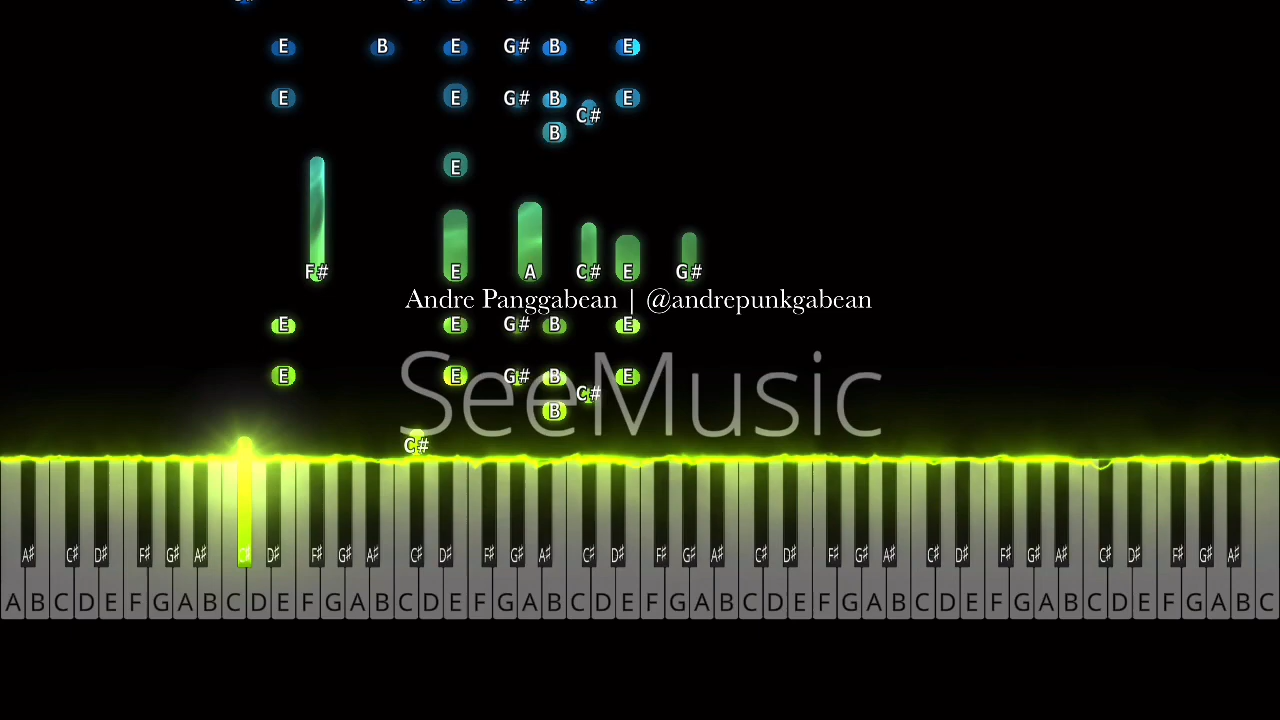 E B E G# B E
E E G# B E
C#
B
E
F# E A C# E G#
Andre Panggabean | @andrepunkgabean
E E G# B E
SeeMusic
E E G# B E
C#
B
C#
A♯ C♯ D♯ F♯ G♯ A♯ C♯ D♯ F♯ G♯ A♯ C♯ D♯ F♯ G♯ A♯ C♯ D♯ F♯ G♯ A♯ C♯ D♯ F♯ G♯ A♯ C♯ D♯ F♯ G♯ A♯ C♯ D♯ F♯ G♯ A♯
A B C D E F G A B C D E F G A B C D E F G A B C D E F G A B C D E F G A B C D E F G A B C D E F G A B C